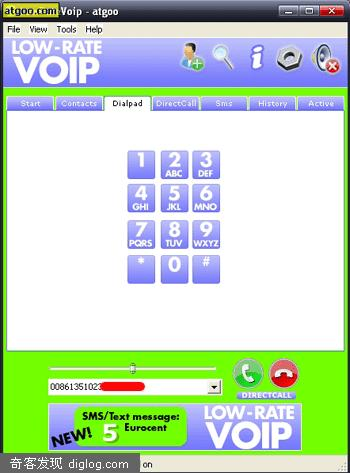 atgoo.com
Voip - atgoo
File View Tools Help
LOW-RATE
VOIP
Start Contacts Dialpad DirectCall Sms History Active
1 2 3
ABC DEF
4 5 6
GHI JKL MNO
7 8 9
PQRS TUV WXYZ
* 0 #
00861351023
DIRECTCALL
SMS/Text message:
NEW! 5 Eurocent
LOW-RATE
VOIP
奇客发现 diglog.com on